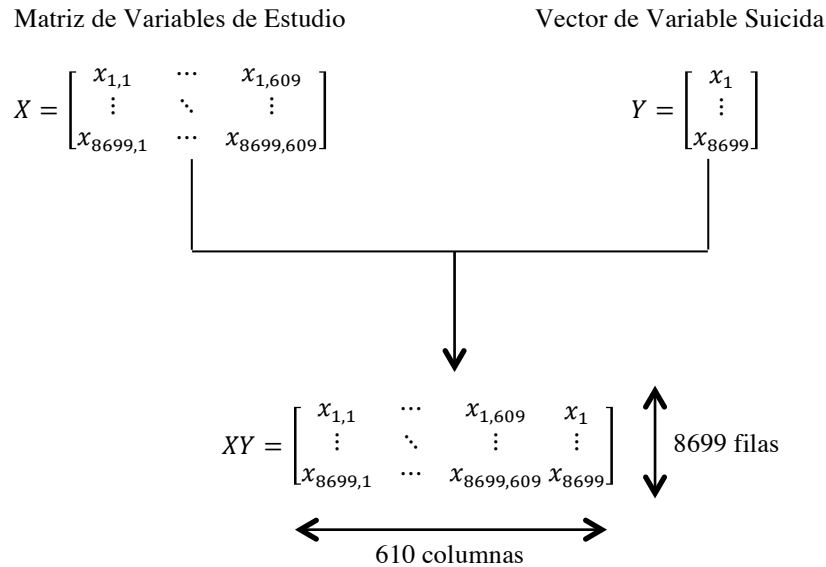 Matriz de Variables de Estudio
Vector de Variable Suicida
X = [x₁,₁ ⋯ x₁,₆₀₉
⋮ ⋱ ⋮
x₈₆₉₉,₁ ⋯ x₈₆₉₉,₆₀₉]
Y = [x₁
⋮
x₈₆₉₉]
XY = [x₁,₁ ⋯ x₁,₆₀₉ x₁
⋮ ⋱ ⋮ ⋮
x₈₆₉₉,₁ ⋯ x₈₆₉₉,₆₀₉ x₈₆₉₉]
8699 filas
610 columnas